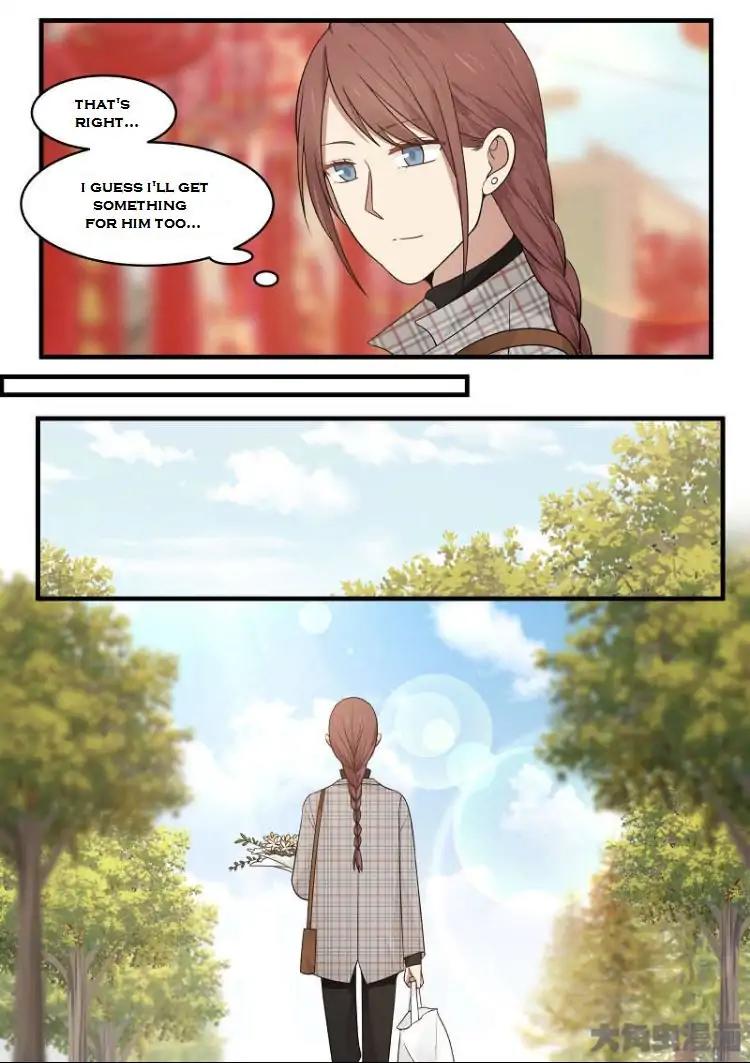 THAT'S
RIGHT...
I GUESS I'LL GET
SOMETHING
FOR HIM TOO...
大角虫漫画